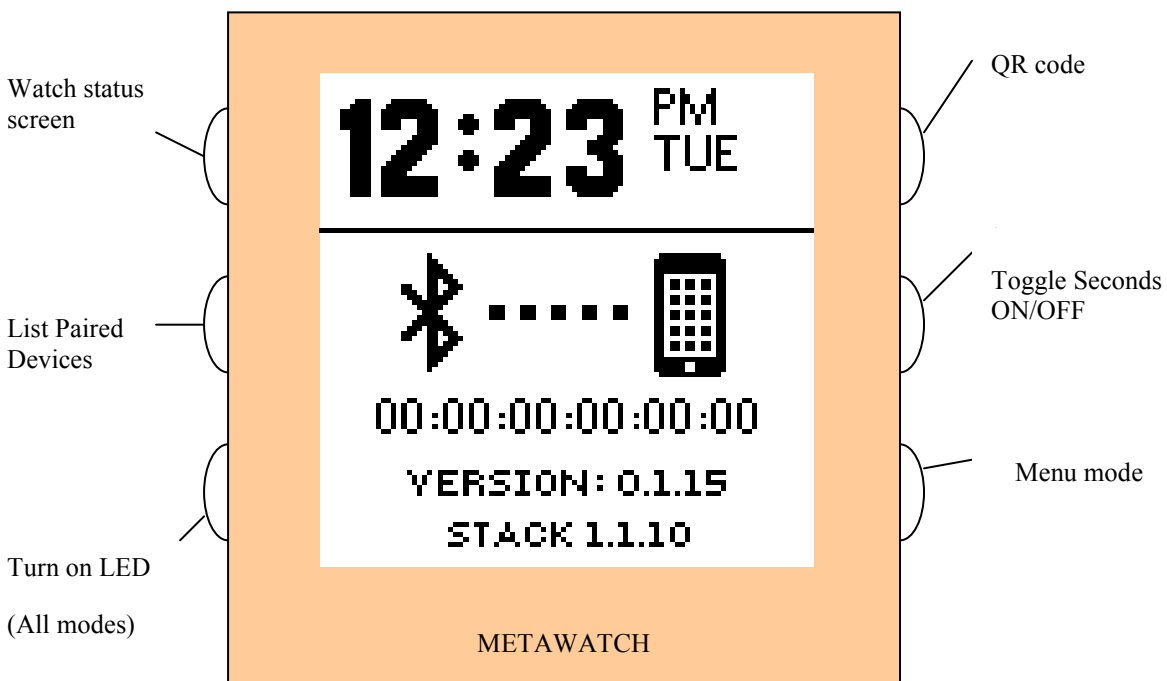 Watch status
screen
List Paired
Devices
Turn on LED
(All modes)
12:23
PM
TUE
00:00:00:00:00:00
VERSION: 0.1.15
STACK 1.1.10
METAWATCH
QR code
Toggle Seconds
ON/OFF
Menu mode